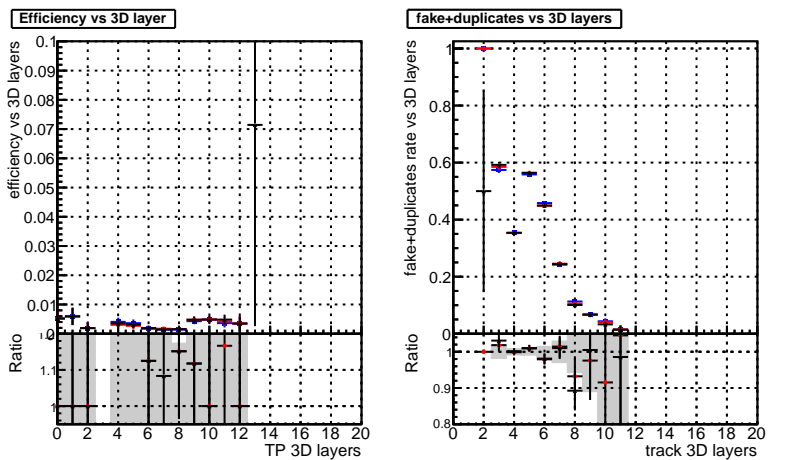 Efficiency vs 3D layer
efficiency vs 3D layers
0.1
0.09
0.08
0.07
0.06
0.05
0.04
0.03
0.02
0.01
0
Ratio
1.1
1
0 2 4 6 8 10 12 14 16 18 20
TP 3D layers
fake+duplicates vs 3D layers
fake+duplicates rate vs 3D layers
1
0.8
0.6
0.4
0.2
0
Ratio
1
0.9
0.8
0 2 4 6 8 10 12 14 16 18 20
track 3D layers